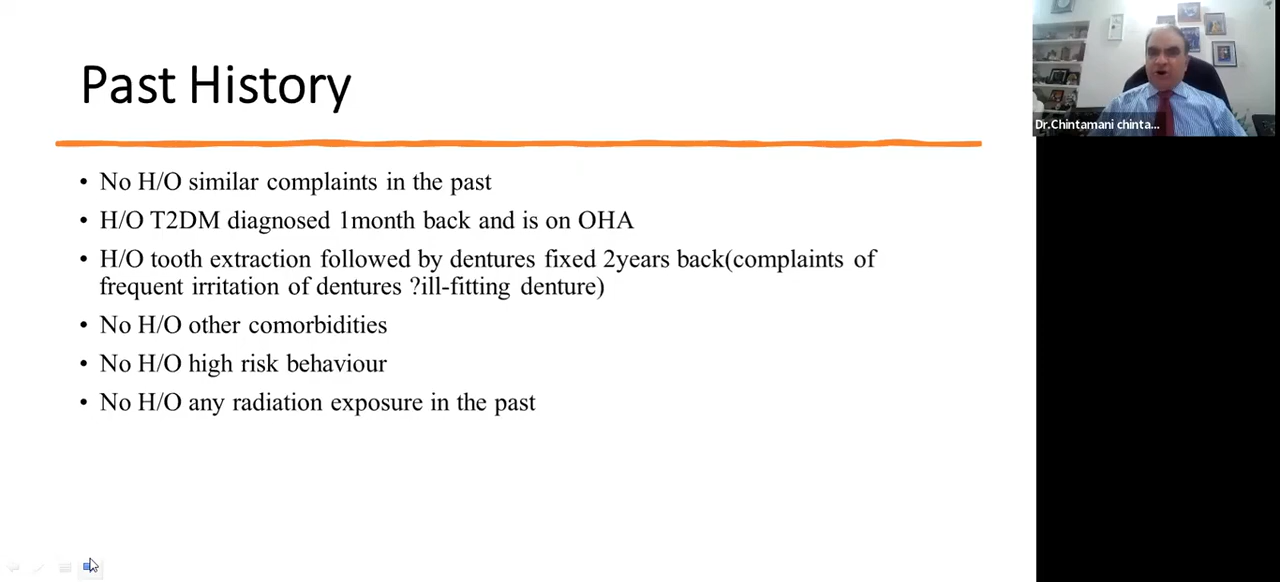 Past History
• No H/O similar complaints in the past
• H/O T2DM diagnosed 1month back and is on OHA
• H/O tooth extraction followed by dentures fixed 2years back(complaints of
frequent irritation of dentures ?ill-fitting denture)
• No H/O other comorbidities
• No H/O high risk behaviour
• No H/O any radiation exposure in the past
Dr.Chintamani chinta...